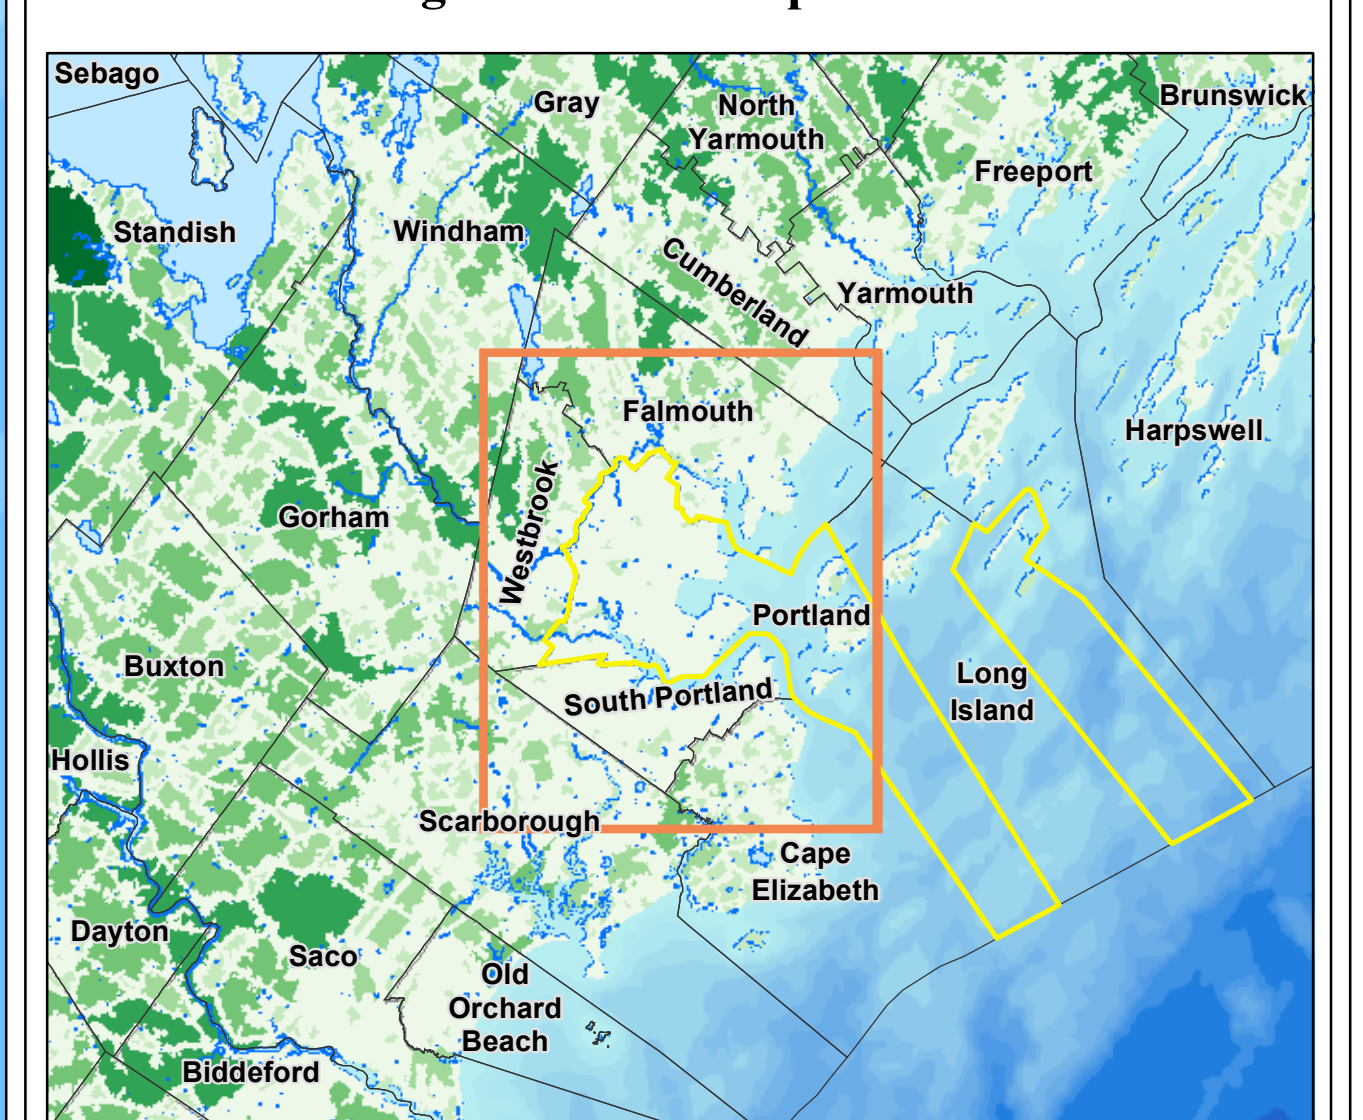 Sebago
Gray
North
Yarmouth
Brunswick
Freeport
Standish
Windham
Cumberland
Yarmouth
Falmouth
Harpswell
Westbrook
Gorham
Portland
Buxton
Long
Island
South Portland
Hollis
Scarborough
Cape
Elizabeth
Dayton
Saco
Old
Orchard
Beach
Biddeford